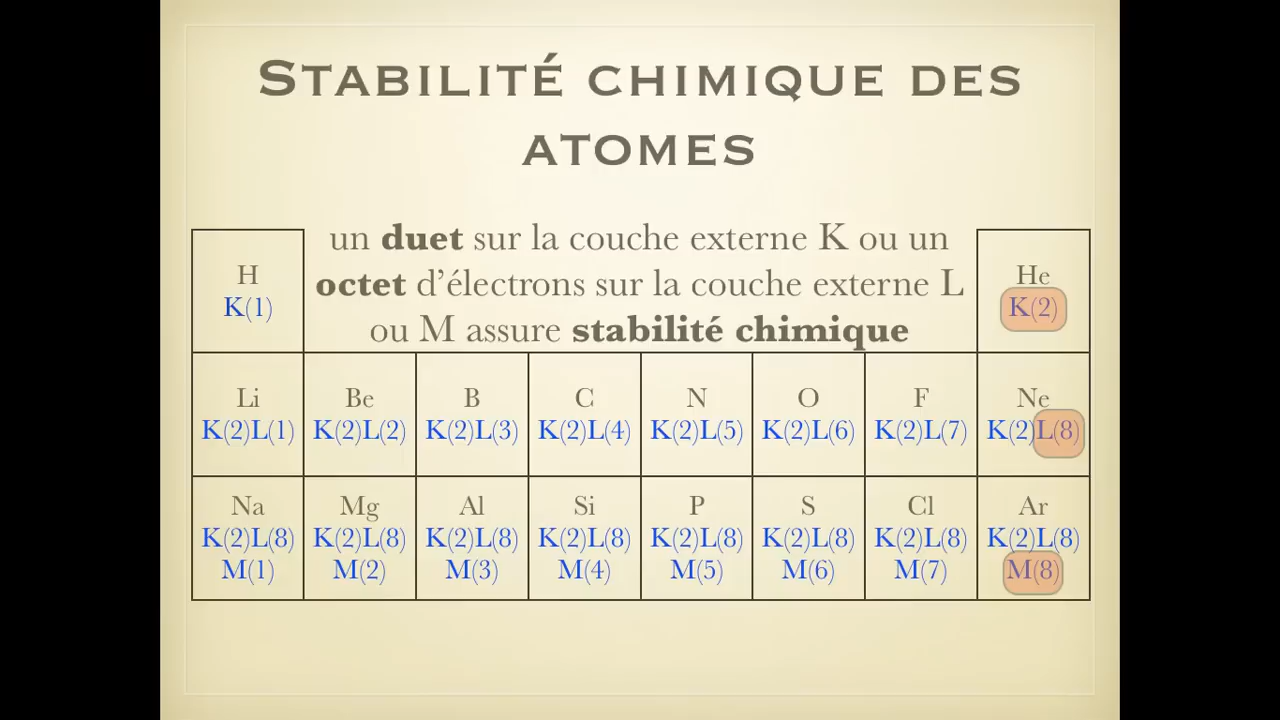 STABILITÉ CHIMIQUE DES
ATOMES
un duet sur la couche externe K ou un
octet d'électrons sur la couche externe L
ou M assure stabilité chimique
H He
K(1) K(2)
Li Be B C N O F Ne
K(2)L(1) K(2)L(2) K(2)L(3) K(2)L(4) K(2)L(5) K(2)L(6) K(2)L(7) K(2)L(8)
Na Mg Al Si P S Cl Ar
K(2)L(8) K(2)L(8) K(2)L(8) K(2)L(8) K(2)L(8) K(2)L(8) K(2)L(8) K(2)L(8)
M(1) M(2) M(3) M(4) M(5) M(6) M(7) M(8)